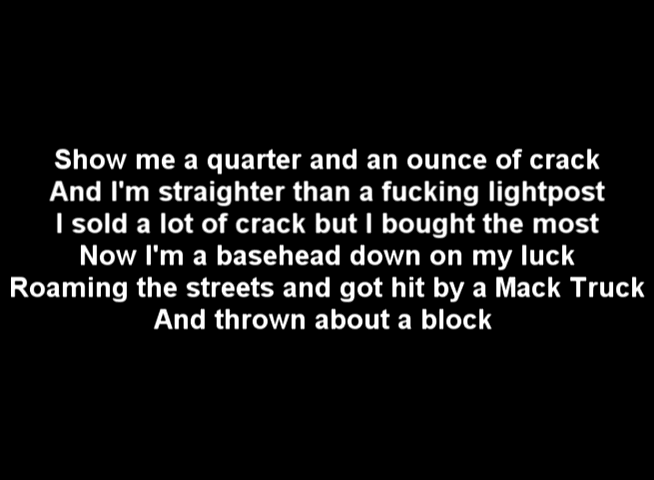 Show me a quarter and an ounce of crack
And I'm straighter than a fucking lightpost
I sold a lot of crack but I bought the most
Now I'm a basehead down on my luck
Roaming the streets and got hit by a Mack Truck
And thrown about a block